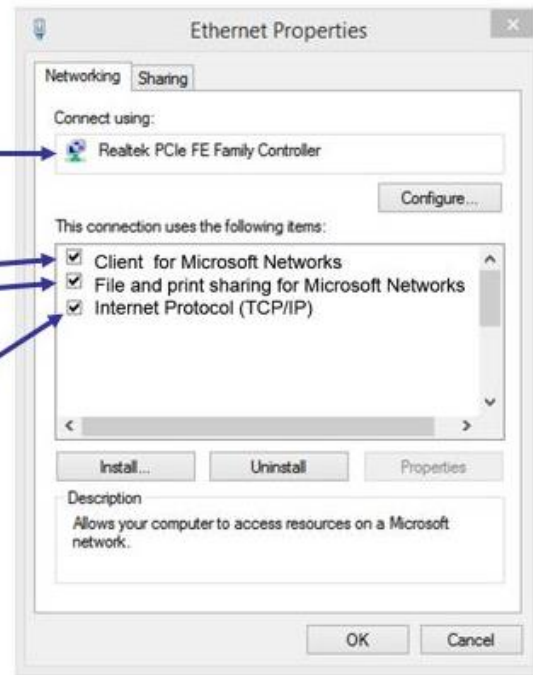 Ethernet Properties
Networking
Sharing
Connect using:
Realtek PCIe FE Family Controller
Configure...
This connection uses the following items:
Client for Microsoft Networks
File and print sharing for Microsoft Networks
Internet Protocol (TCP/IP)
Install...
Uninstall
Properties
Description
Allows your computer to access resources on a Microsoft
network.
OK
Cancel